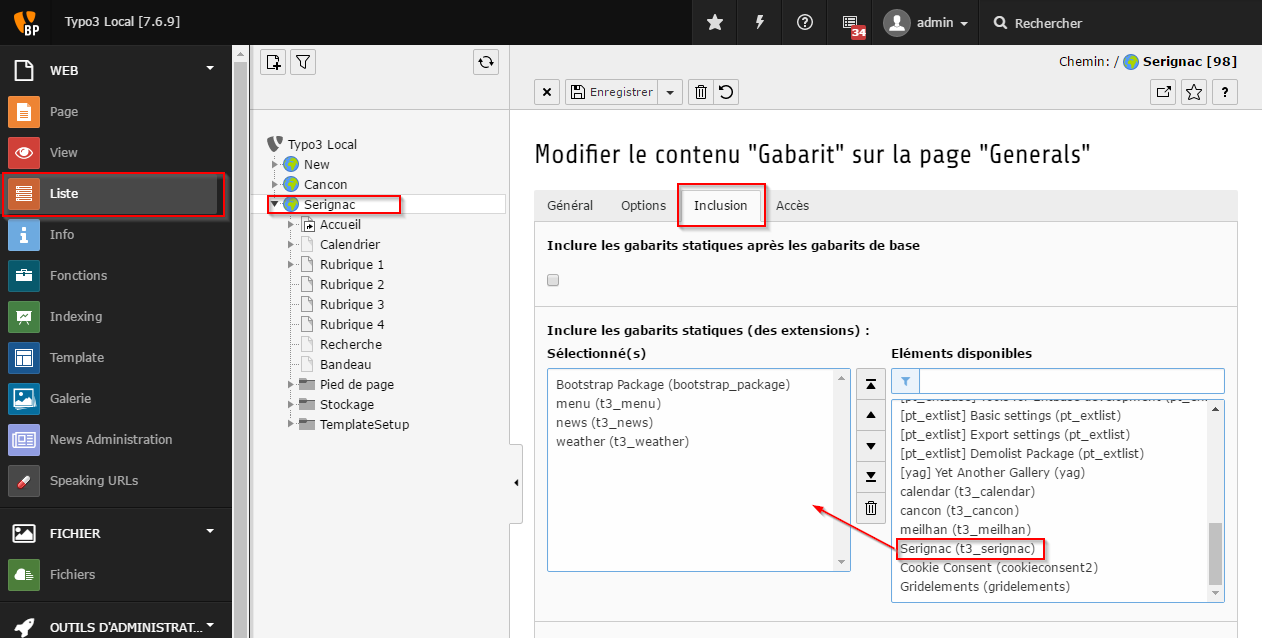 BP
Typo3 Local [7.6.9]
34
admin
Rechercher
WEB
Page
View
Liste
Info
Fonctions
Indexing
Template
Galerie
News Administration
Speaking URLs
FICHIER
Fichiers
OUTILS D'ADMINISTRAT...
Typo3 Local
New
Cancon
Serignac
Accueil
Calendrier
Rubrique 1
Rubrique 2
Rubrique 3
Rubrique 4
Recherche
Bandeau
Pied de page
Stockage
TemplateSetup
Chemin: / Serignac [98]
Enregistrer
?
Modifier le contenu "Gabarit" sur la page "Generals"
Général Options Inclusion Accès
Inclure les gabarits statiques après les gabarits de base
Inclure les gabarits statiques (des extensions) :
Sélectionné(s)
Bootstrap Package (bootstrap_package)
menu (t3_menu)
news (t3_news)
weather (t3_weather)
Eléments disponibles
[pt_extlist] Basic settings (pt_extlist)
[pt_extlist] Export settings (pt_extlist)
[pt_extlist] Demolist Package (pt_extlist)
[yag] Yet Another Gallery (yag)
calendar (t3_calendar)
cancon (t3_cancon)
meilhan (t3_meilhan)
Serignac (t3_serignac)
Cookie Consent (cookieconsent2)
Gridelements (gridelements)